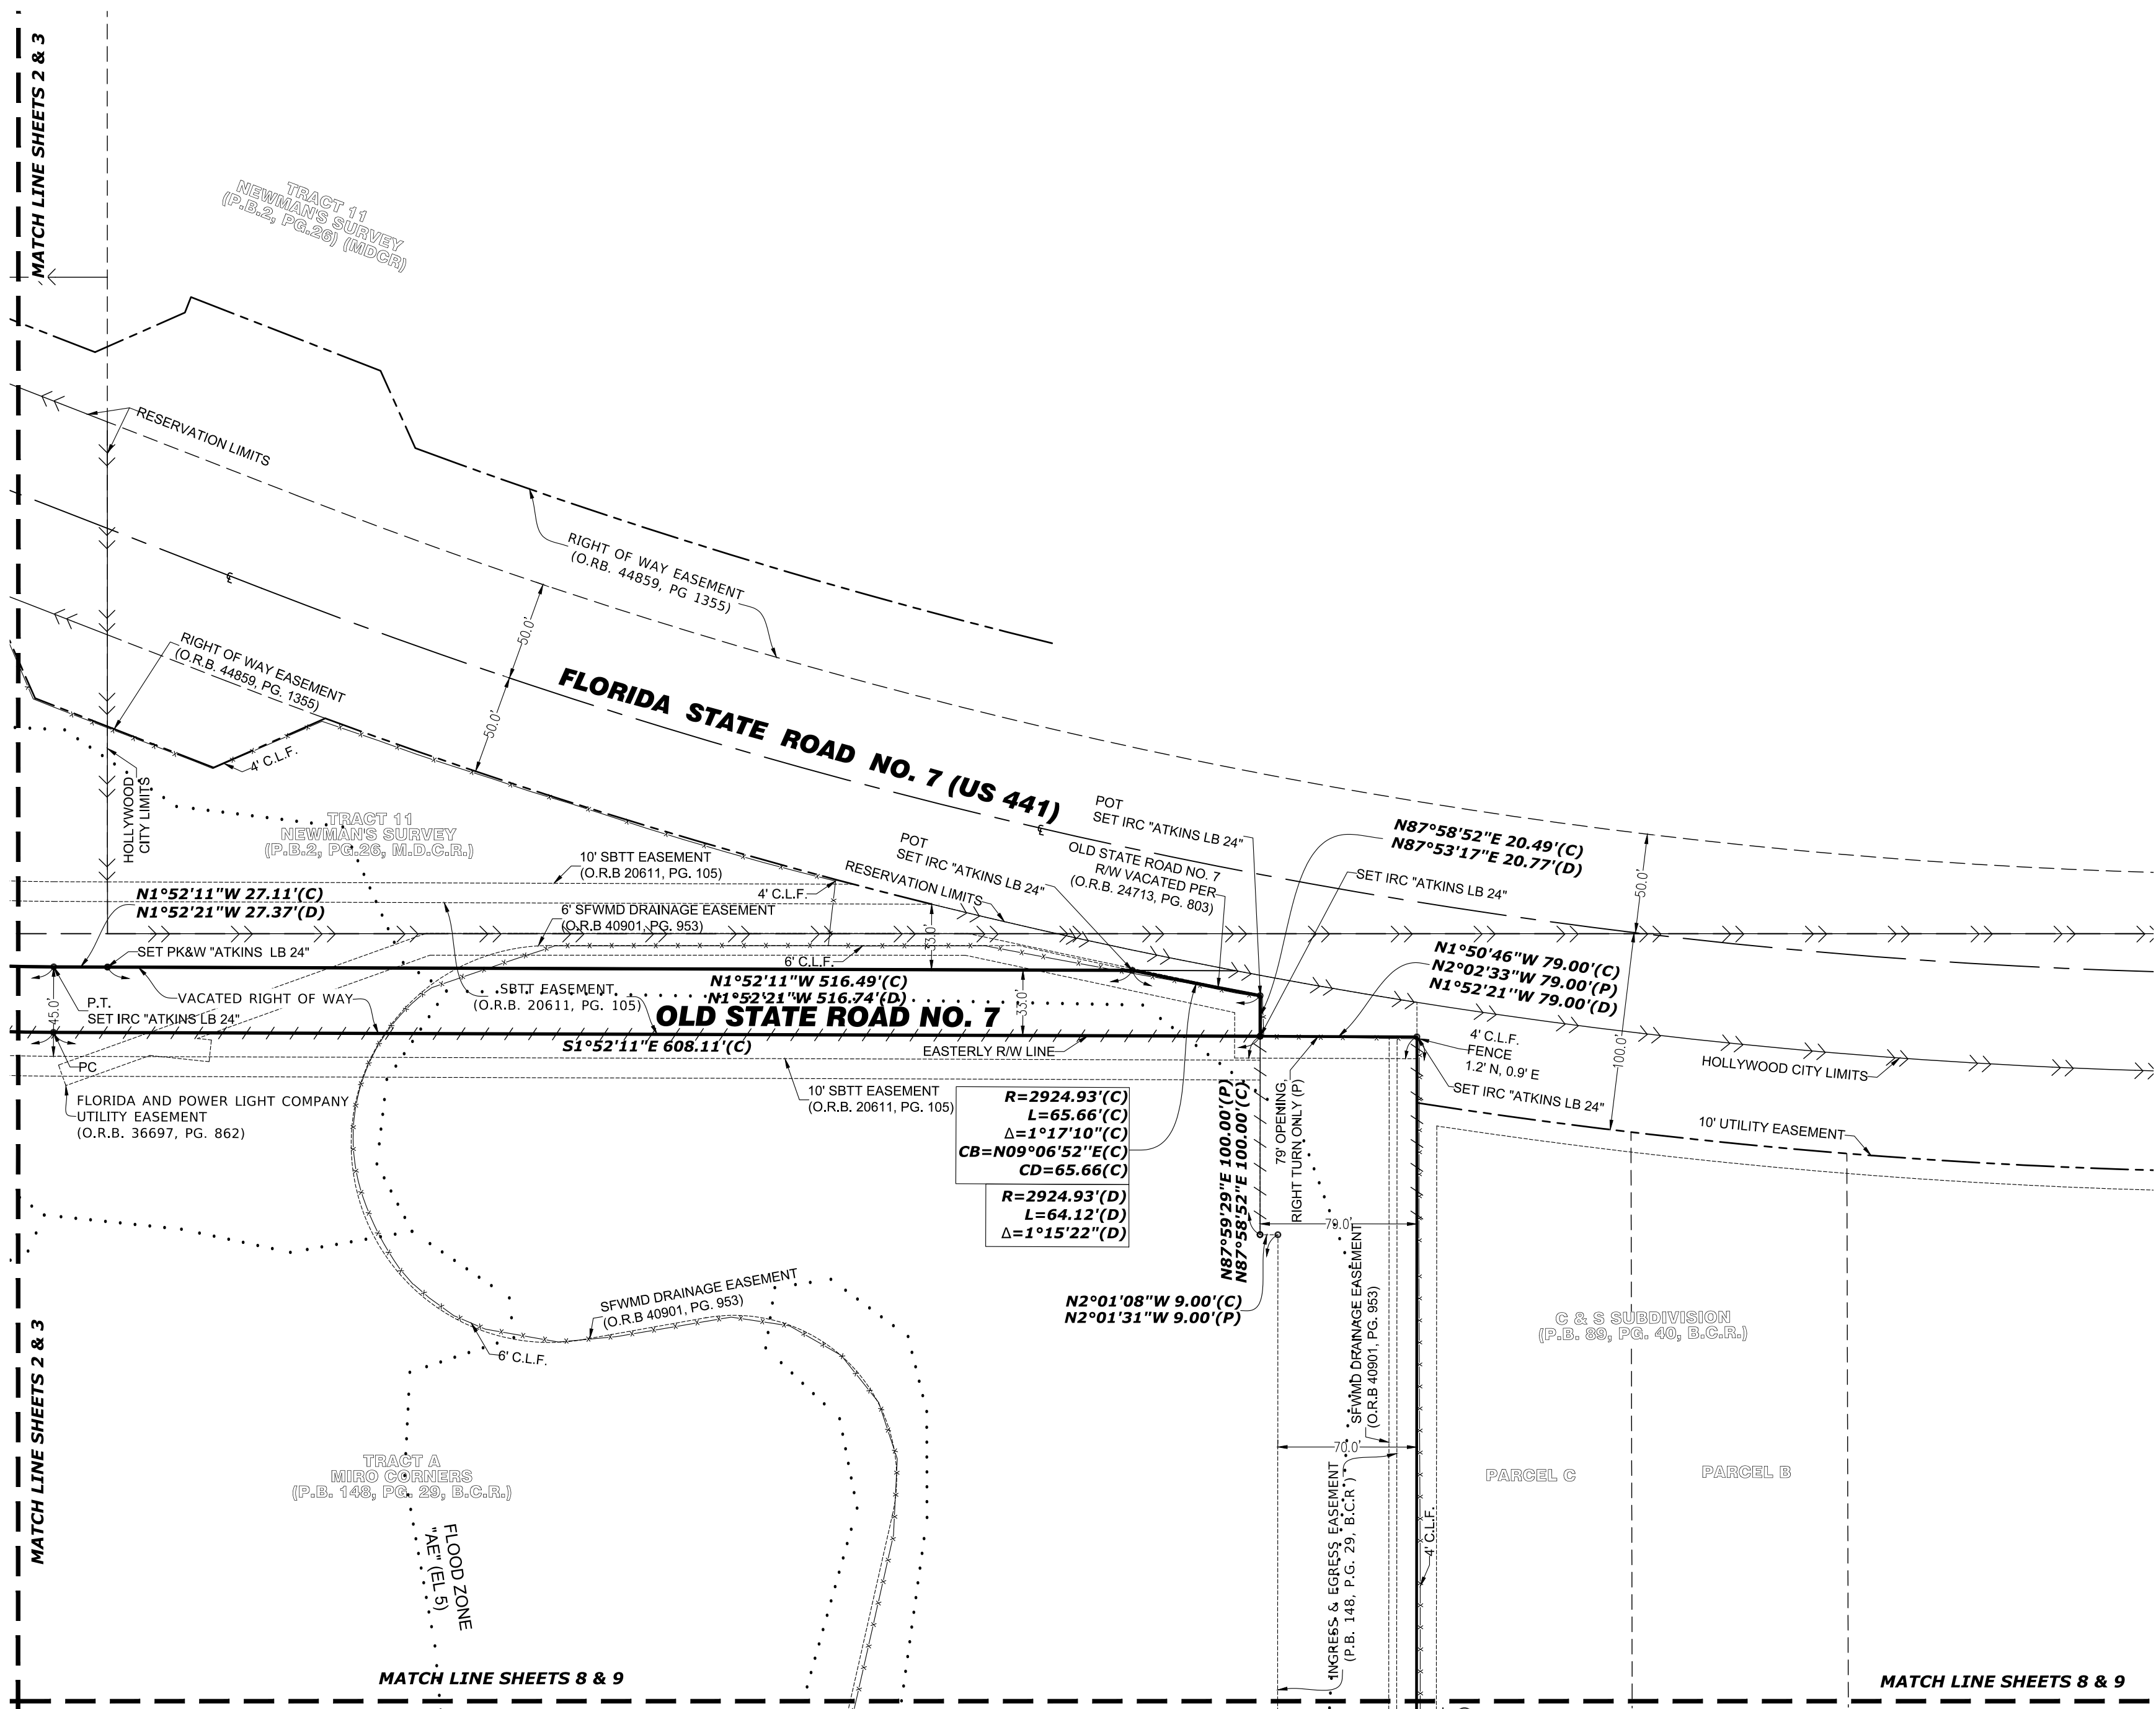 MATCH LINE SHEETS 2 & 3
TRACT 11
NEWMAN'S SURVEY
(P.B.2, PG.26) (MDCR)
RESERVATION LIMITS
RIGHT OF WAY EASEMENT
(O.RB. 44859, PG 1355)
50.0'
50.0'
RIGHT OF WAY EASEMENT
(O.R.B. 44859, PG. 1355)
4' C.L.F.
HOLLYWOOD
CITY LIMITS
FLORIDA STATE ROAD NO. 7 (US 441)
TRACT 11
NEWMAN'S SURVEY
(P.B.2, PG.26, M.D.C.R.)
10' SBTT EASEMENT
(O.R.B 20611, PG. 105)
4' C.L.F.
POT
SET IRC "ATKINS LB 24"
POT
SET IRC "ATKINS LB 24"
RESERVATION LIMITS
OLD STATE ROAD NO. 7
R/W VACATED PER
(O.R.B. 24713, PG. 803)
N87°58'52"E 20.49'(C)
N87°53'17"E 20.77'(D)
SET IRC "ATKINS LB 24"
50.0'
N1°52'11"W 27.11'(C)
N1°52'21"W 27.37'(D)
6' SFWMD DRAINAGE EASEMENT
(O.R.B 40901, PG. 953)
33.0'
SET PK&W "ATKINS LB 24"
6' C.L.F.
N1°50'46"W 79.00'(C)
N2°02'33"W 79.00'(P)
N1°52'21"W 79.00'(D)
N1°52'11"W 516.49'(C)
N1°52'21"W 516.74'(D)
45.0'
P.T.
SET IRC "ATKINS LB 24"
VACATED RIGHT OF WAY
SBTT EASEMENT
(O.R.B. 20611, PG. 105)
OLD STATE ROAD NO. 7
33.0'
S1°52'11"E 608.11'(C)
EASTERLY R/W LINE
4' C.L.F.
FENCE
1.2' N, 0.9' E
100.0'
HOLLYWOOD CITY LIMITS
PC
SET IRC "ATKINS LB 24"
FLORIDA AND POWER LIGHT COMPANY
UTILITY EASEMENT
(O.R.B. 36697, PG. 862)
10' SBTT EASEMENT
(O.R.B. 20611, PG. 105)
R=2924.93'(C)
L=65.66'(C)
Δ=1°17'10"(C)
CB=N09°06'52"E(C)
CD=65.66(C)
R=2924.93'(D)
L=64.12'(D)
Δ=1°15'22"(D)
N87°59'29"E 100.00'(P)
N87°58'52"E 100.00'(C)
79' OPENING,
RIGHT TURN ONLY (P)
10' UTILITY EASEMENT
79.0'
N2°01'08"W 9.00'(C)
N2°01'31"W 9.00'(P)
SFWMD DRAINAGE EASEMENT
(O.R.B 40901, PG. 953)
SFWMD DRAINAGE EASEMENT
(O.R.B 40901, PG. 953)
6' C.L.F.
C & S SUBDIVISION
(P.B. 89, PG. 40, B.C.R.)
MATCH LINE SHEETS 2 & 3
70.0'
TRACT A
MIRO CORNERS
(P.B. 148, PG. 29, B.C.R.)
INGRESS & EGRESS EASEMENT
(P.B. 148, P.G. 29, B.C.R )
PARCEL C
PARCEL B
4' C.L.F.
FLOOD ZONE
"AE" (EL 5)
MATCH LINE SHEETS 8 & 9
MATCH LINE SHEETS 8 & 9